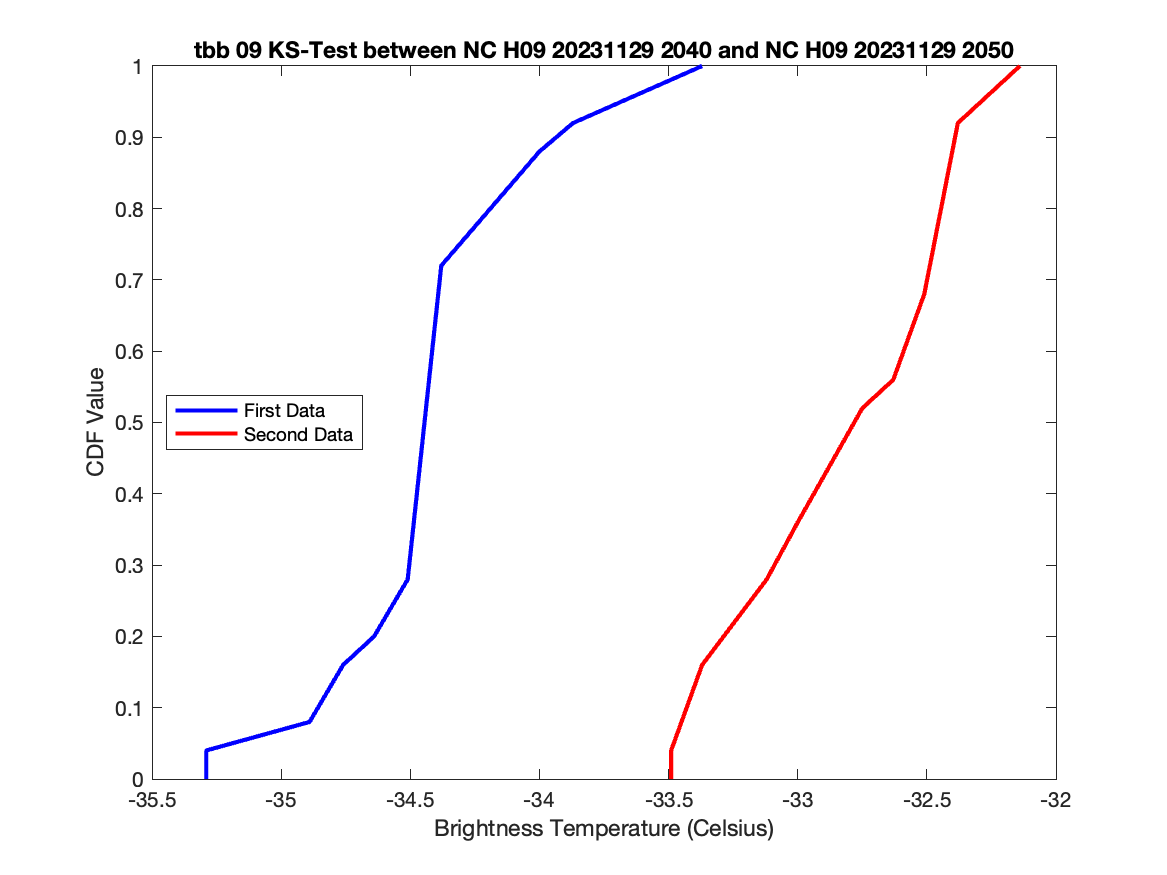 tbb 09 KS-Test between NC H09 20231129 2040 and NC H09 20231129 2050
1
0.9
0.8
0.7
0.6
0.5
0.4
0.3
0.2
0.1
0
CDF Value
First Data
Second Data
-35.5 -35 -34.5 -34 -33.5 -33 -32.5 -32
Brightness Temperature (Celsius)